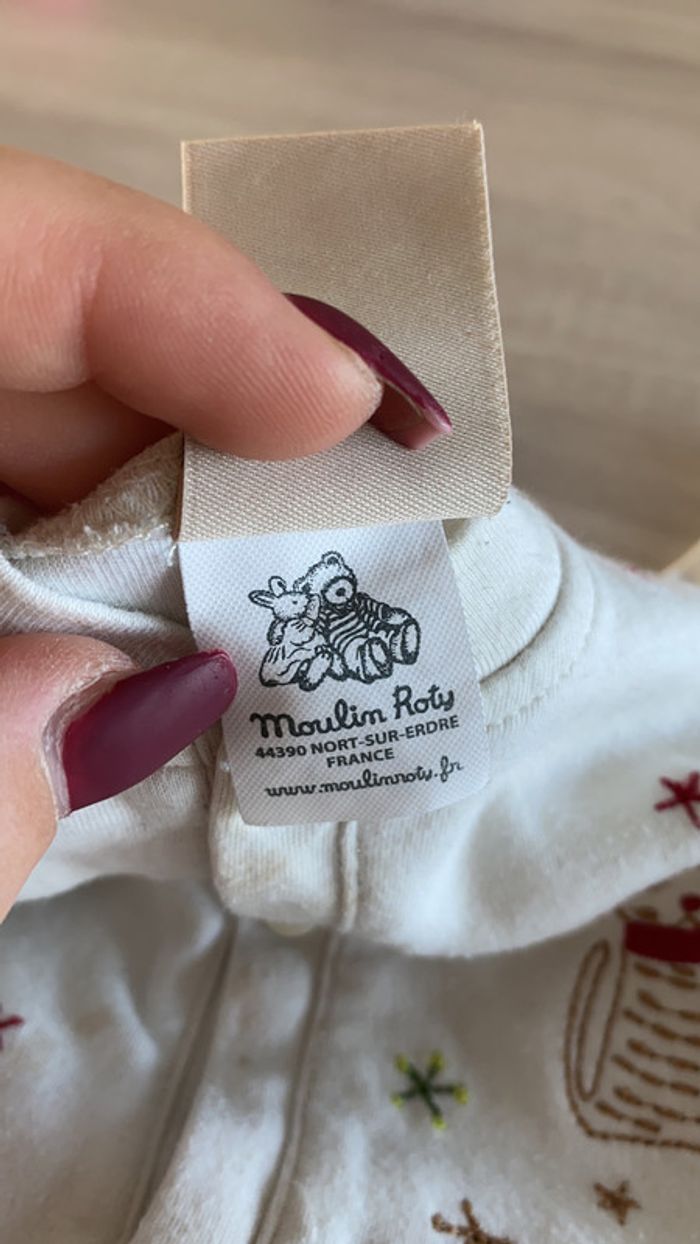 Moulin Roty
44390 NORT-SUR-ERDRE
FRANCE
www.moulinroty.fr